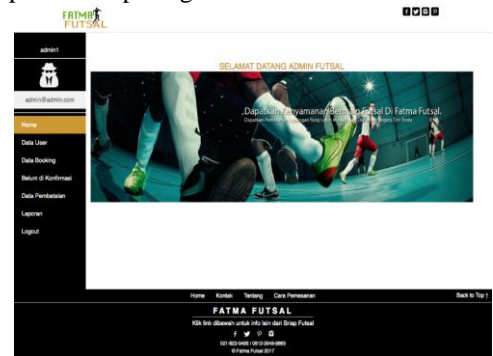 FATMA
FUTSAL
admin1
SELAMAT DATANG ADMIN FUTSAL
admin@admin.com
Dapatkan Kenyamanan Bermain Futsal Di Fatma Futsal.
Home
Data User
Data Booking
Belum di Konfirmasi
Data Pembatalan
Laporan
Logout
Home Kontak Tentang Cara Pemesanan Back to Top ↑
FATMA FUTSAL
Klik link dibawah untuk info lain dari Sirap Futsal
© Fatma Futsal 2017